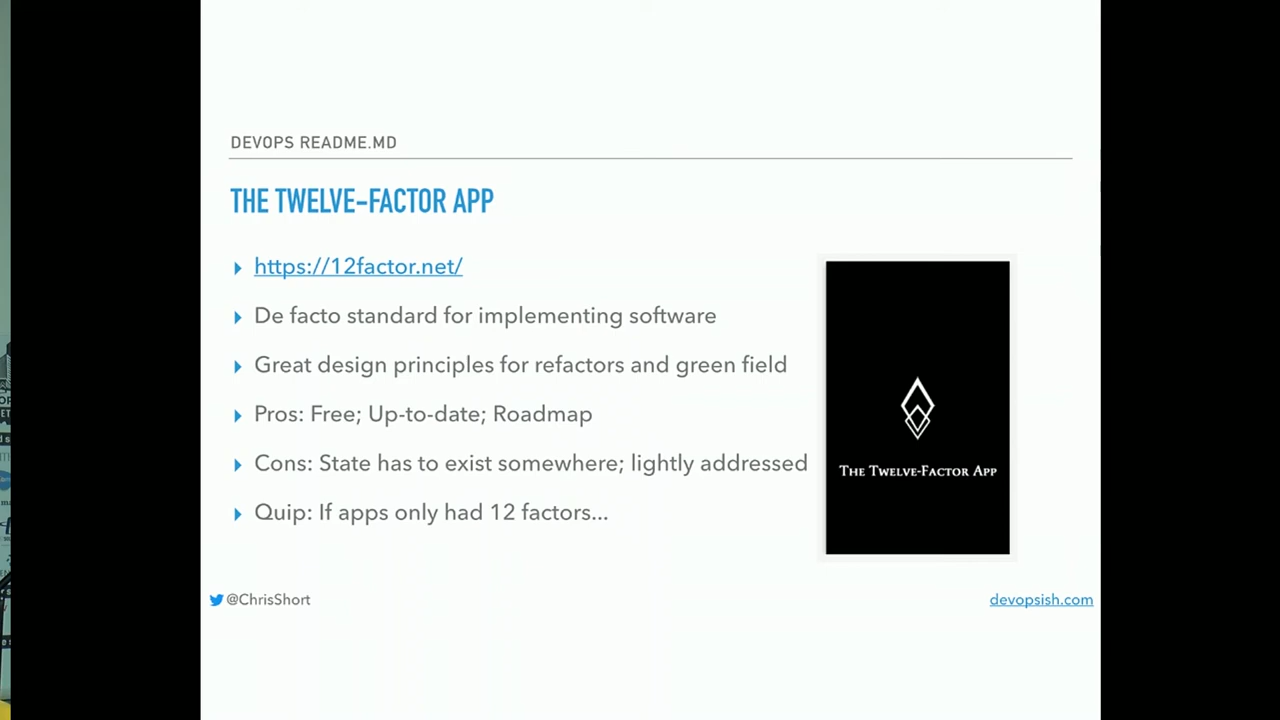 DEVOPS README.MD
THE TWELVE-FACTOR APP
https://12factor.net/
De facto standard for implementing software
Great design principles for refactors and green field
Pros: Free; Up-to-date; Roadmap
Cons: State has to exist somewhere; lightly addressed
Quip: If apps only had 12 factors...
THE TWELVE-FACTOR APP
@ChrisShort
devopsish.com